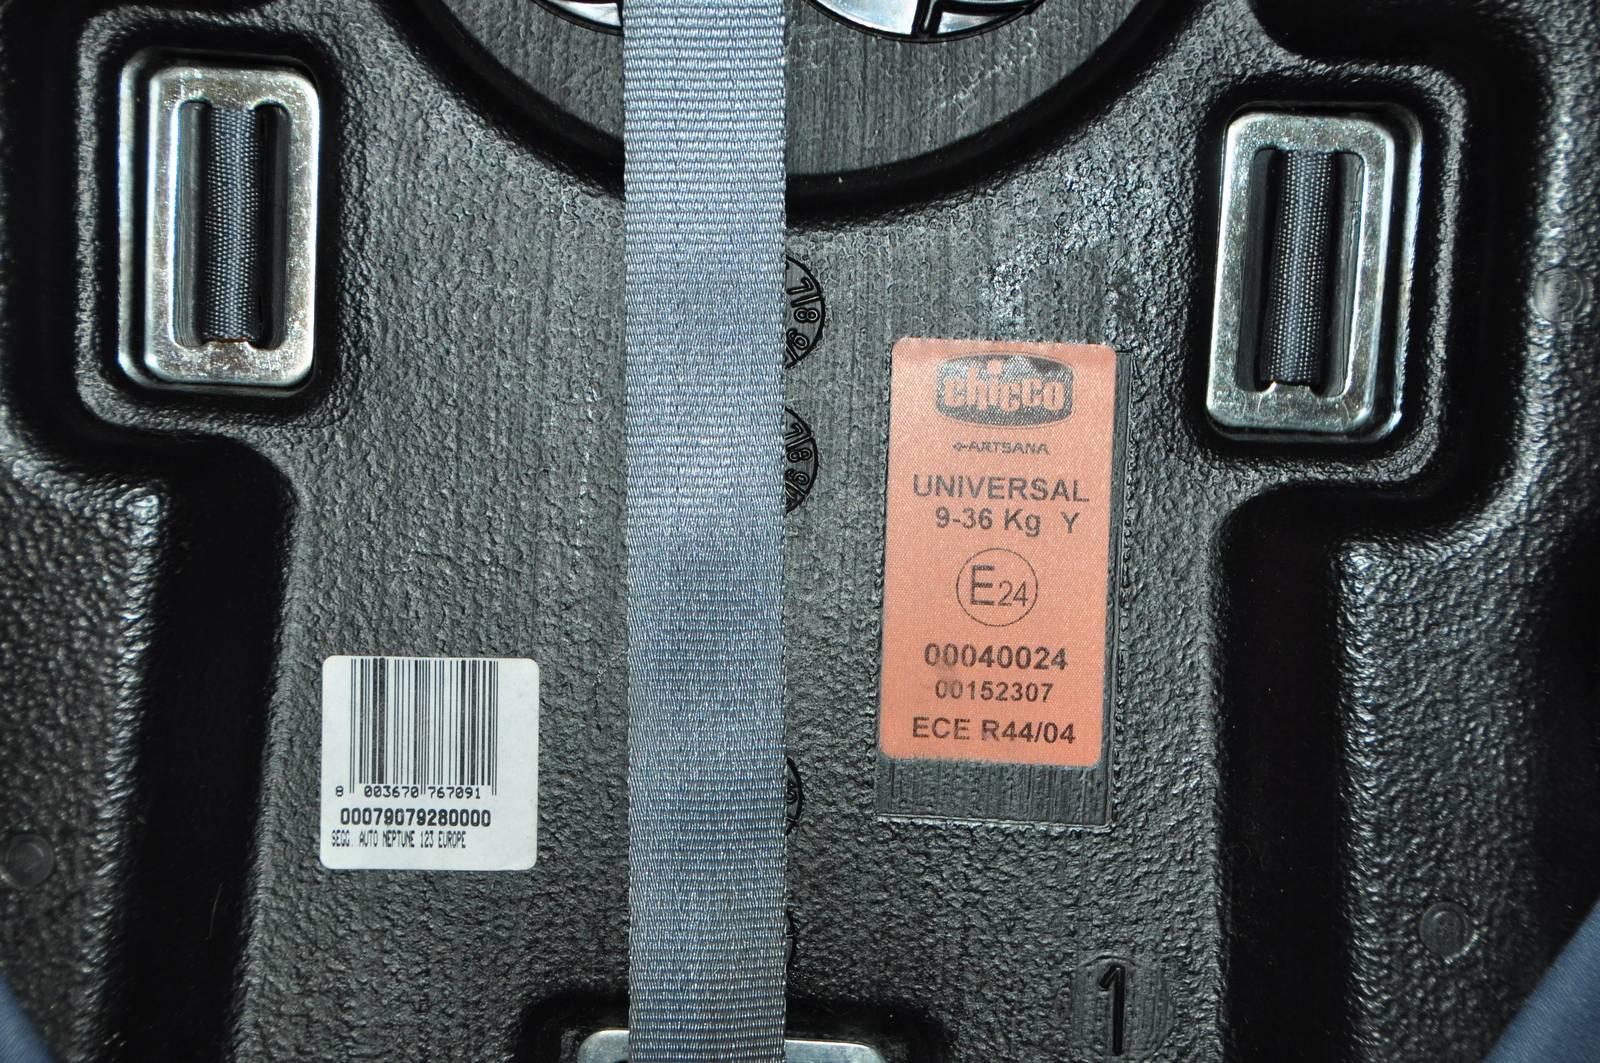 chicco
ARTSANA
UNIVERSAL
9-36 Kg Y
E24
00040024
00152307
ECE R44/04
8 003670 767091
00079079280000
SEGG. AUTO NEPTUNE 123 EUROPE
1